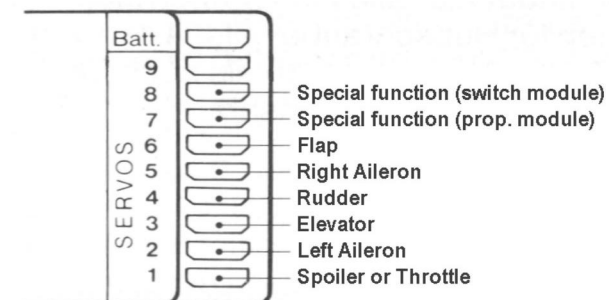 Batt.
9
8 Special function (switch module)
7 Special function (prop. module)
6 Flap
5 Right Aileron
4 Rudder
3 Elevator
2 Left Aileron
1 Spoiler or Throttle
SERVOS